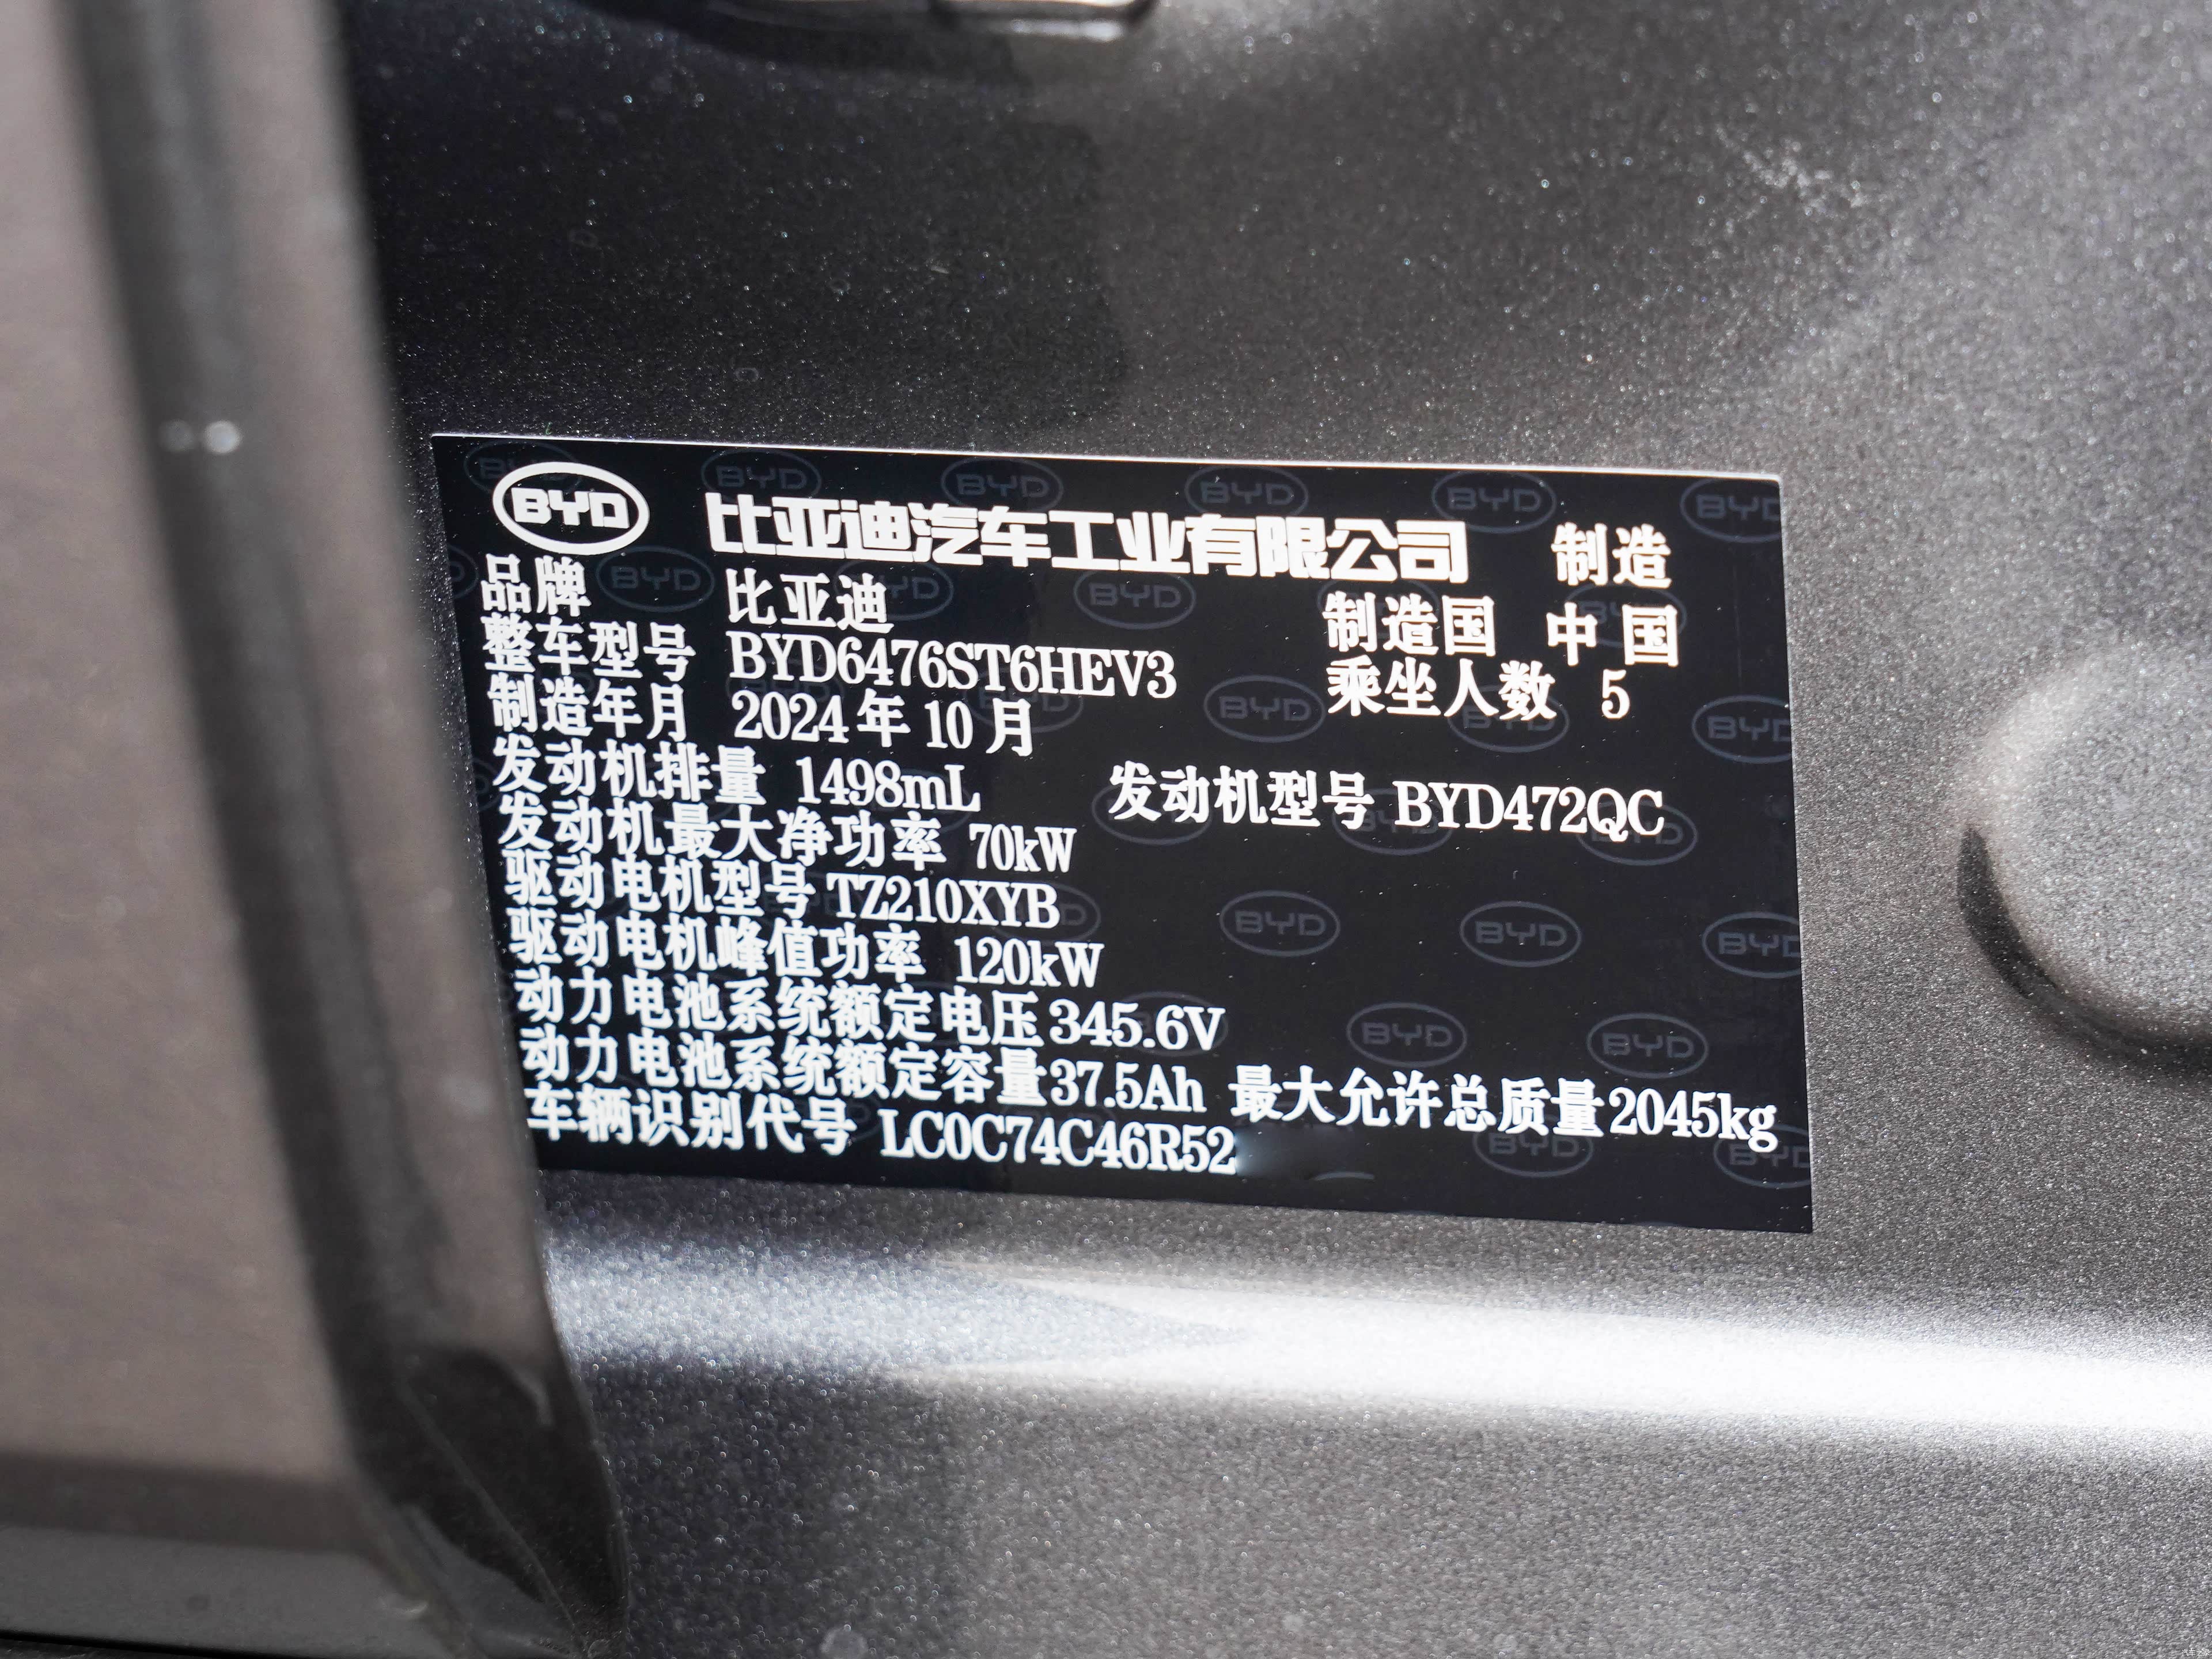 BYD 比亚迪汽车工业有限公司 制造
品牌 比亚迪 制造国 中国
整车型号 BYD6476ST6HEV3 乘坐人数 5
制造年月 2024年10月
发动机排量 1498mL 发动机型号 BYD472QC
发动机最大净功率 70kW
驱动电机型号 TZ210XYB
驱动电机峰值功率 120kW
动力电池系统额定电压 345.6V
动力电池系统额定容量 37.5Ah 最大允许总质量 2045kg
车辆识别代号 LC0C74C46R52